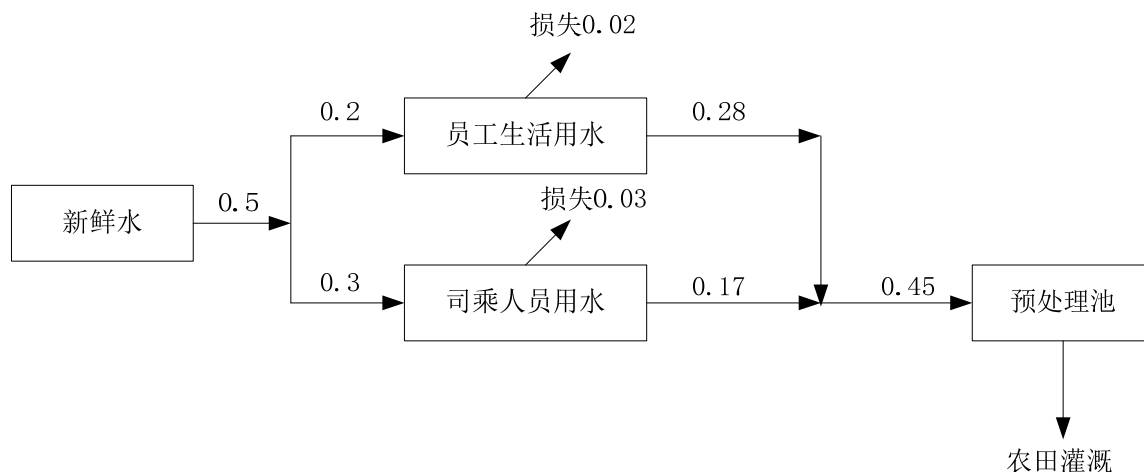 损失0.02
0.2
员工生活用水
0.28
新鲜水
0.5
损失0.03
0.3
司乘人员用水
0.17
0.45
预处理池
农田灌溉